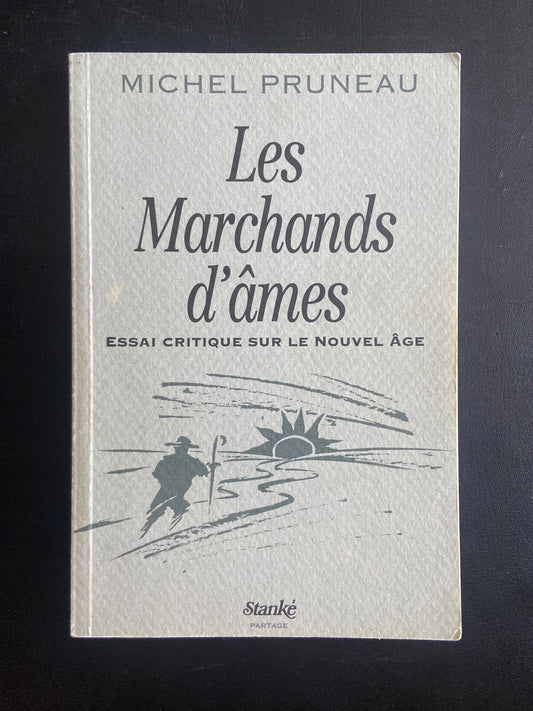 MICHEL PRUNEAU
Les
Marchands
d'âmes
ESSAI CRITIQUE SUR LE NOUVEL ÂGE
Stanké
PARTAGE